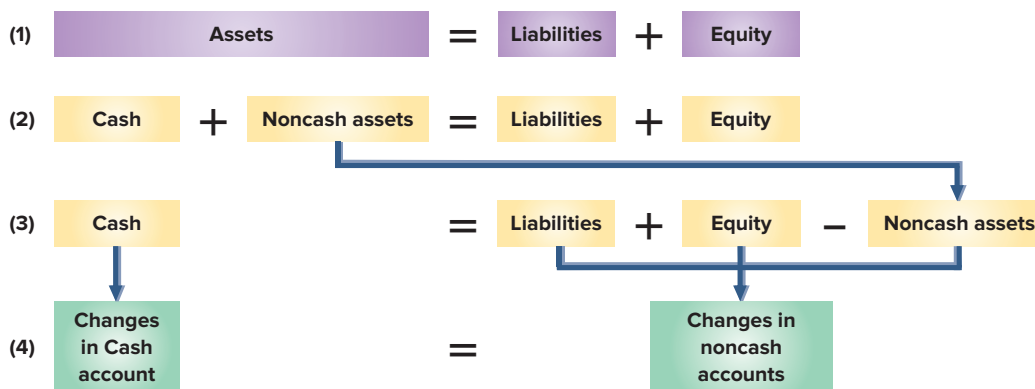 (1) Assets = Liabilities + Equity
(2) Cash + Noncash assets = Liabilities + Equity
(3) Cash = Liabilities + Equity – Noncash assets
(4) Changes in Cash account = Changes in noncash accounts